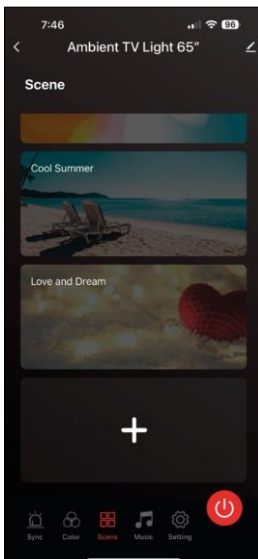 7:46
96
Ambient TV Light 65"
Scene
Cool Summer
Love and Dream
Sync Color Scene Music Setting